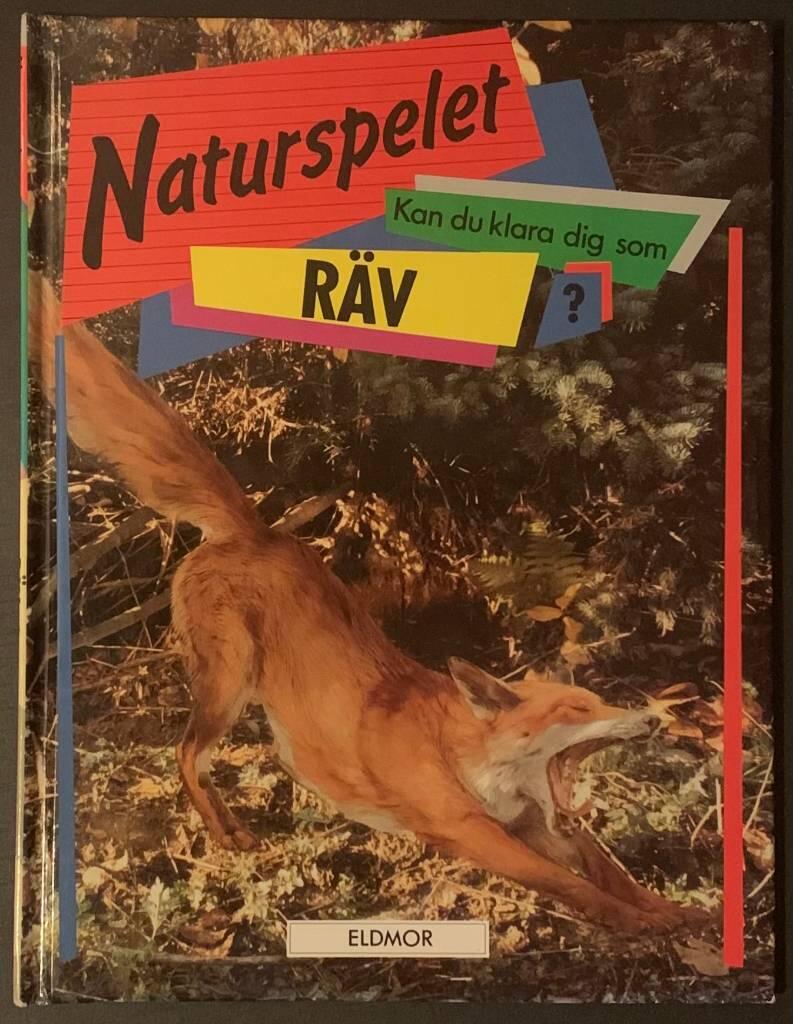 Naturspelet
Kan du klara dig som
RÄV
?
ELDMOR